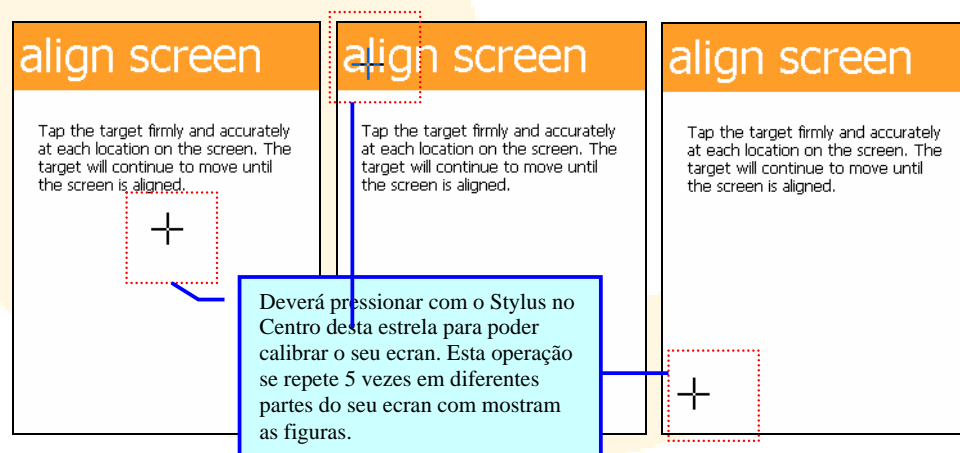 align screen
Tap the target firmly and accurately
at each location on the screen. The
target will continue to move until
the screen is aligned.
align screen
Tap the target firmly and accurately
at each location on the screen. The
target will continue to move until
the screen is aligned.
align screen
Tap the target firmly and accurately
at each location on the screen. The
target will continue to move until
the screen is aligned.
Deverá pressionar com o Stylus no
Centro desta estrela para poder
calibrar o seu ecran. Esta operação
se repete 5 vezes em diferentes
partes do seu ecran com mostram
as figuras.